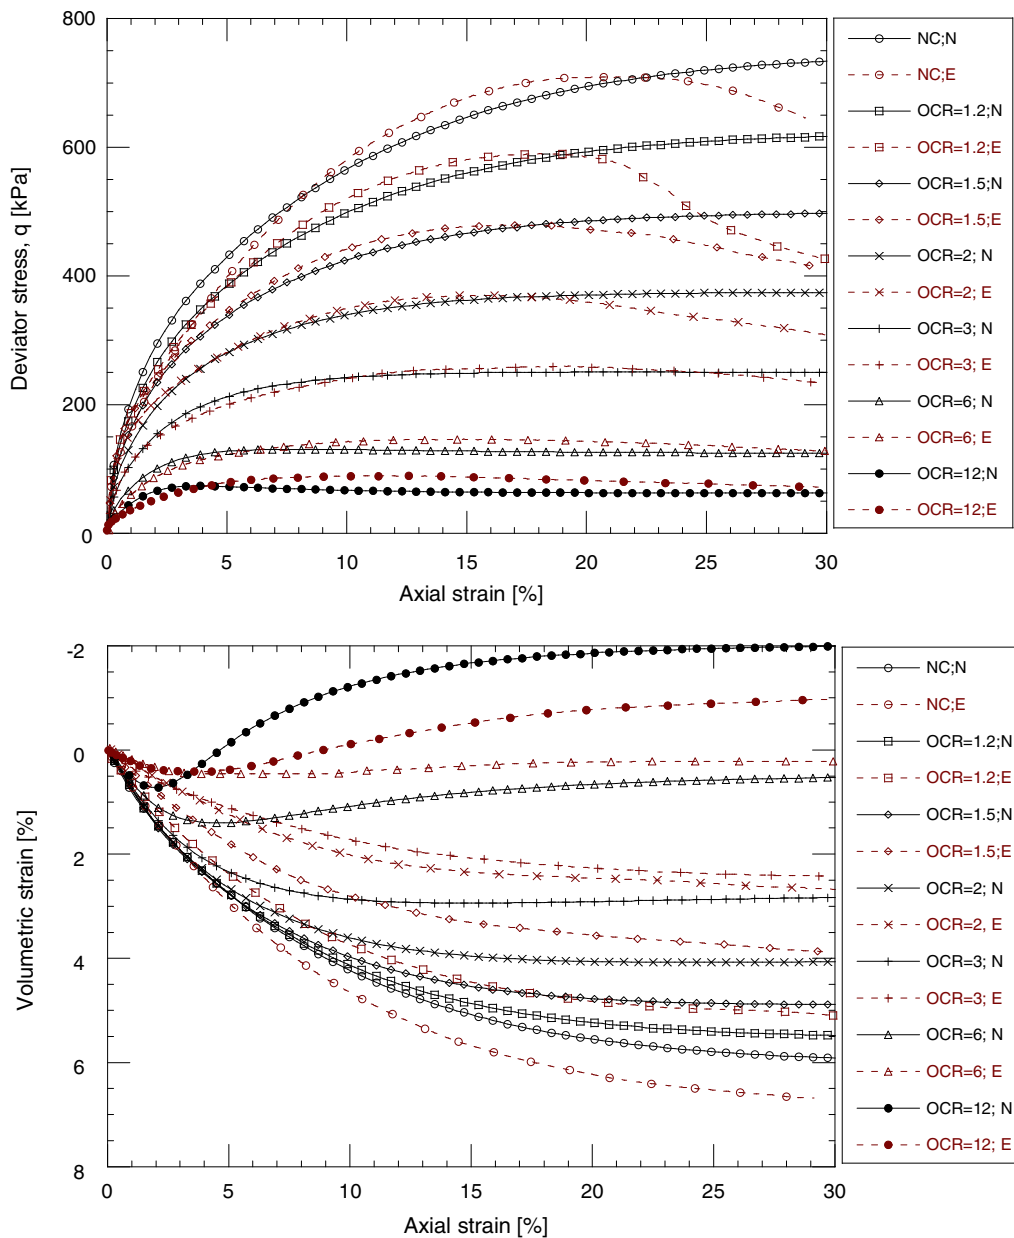 800
600
400
200
0
Deviator stress, q [kPa]
0 5 10 15 20 25 30
Axial strain [%]
NC;N
NC;E
OCR=1.2;N
OCR=1.2;E
OCR=1.5;N
OCR=1.5;E
OCR=2; N
OCR=2; E
OCR=3; N
OCR=3; E
OCR=6; N
OCR=6; E
OCR=12;N
OCR=12;E
-2
0
2
4
6
8
Volumetric strain [%]
0 5 10 15 20 25 30
Axial strain [%]
NC;N
NC;E
OCR=1.2;N
OCR=1.2;E
OCR=1.5;N
OCR=1.5;E
OCR=2; N
OCR=2, E
OCR=3; N
OCR=3; E
OCR=6; N
OCR=6; E
OCR=12; N
OCR=12; E